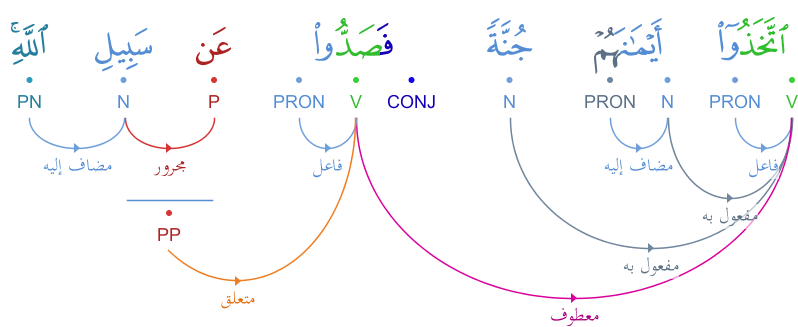 ٱتَّخَذُوٓا۟ أَيْمَـٰنَهُمْ جُنَّةً فَصَدُّوا۟ عَن سَبِيلِ ٱللَّهِ ۚ
V PRON N PRON N CONJ V PRON P N PN
فاعل مضاف إليه فاعل مجرور مضاف إليه
مفعول به
PP
مفعول به
متعلق
معطوف